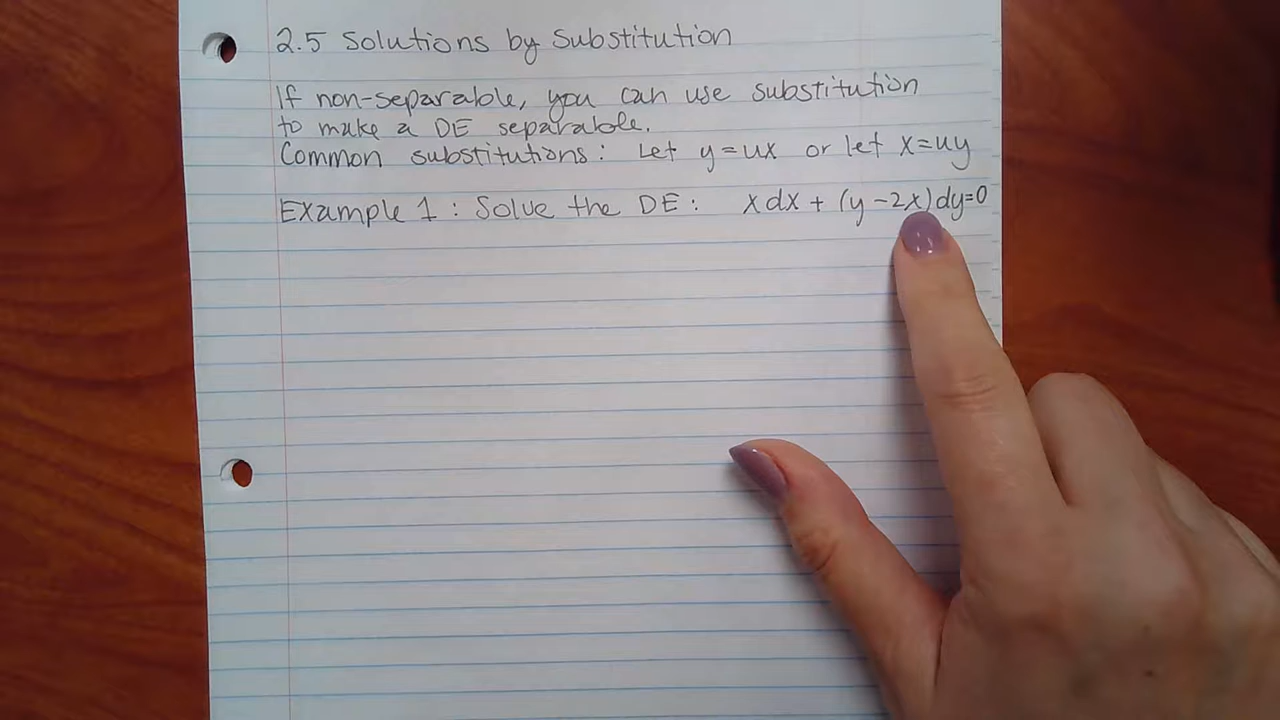 2.5 Solutions by Substitution
If non-separable, you can use substitution
to make a DE separable.
Common substitutions: Let y=ux or let x=uy
Example 1: Solve the DE: x dx + (y-2x)dy=0